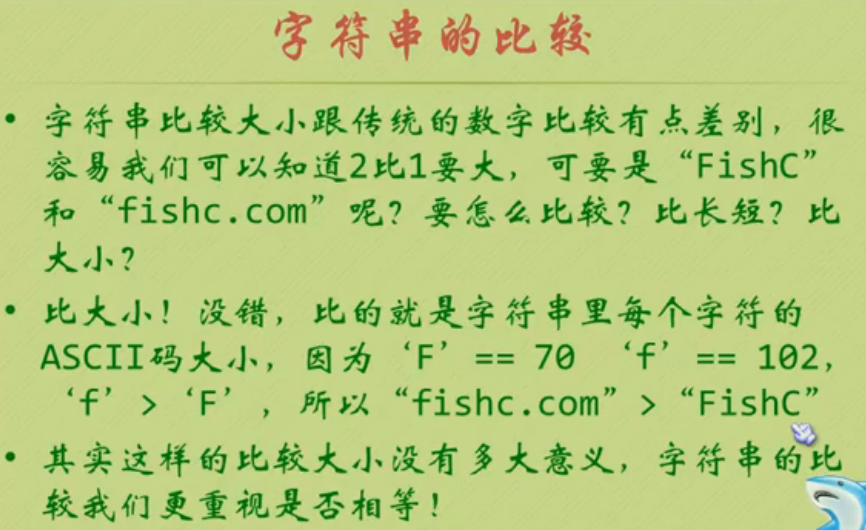 字符串的比较
• 字符串比较大小跟传统的数字比较有点差别，很
容易我们可以知道2比1要大，可要是“FishC”
和“fishc.com”呢？要怎么比较？比长短？比
大小？
• 比大小！没错，比的就是字符串里每个字符的
ASCII码大小，因为‘F’ == 70 ‘f’ == 102，
‘f’ > ‘F’，所以“fishc.com” > “FishC”
• 其实这样的比较大小没有多大意义，字符串的比
较我们更重视是否相等！